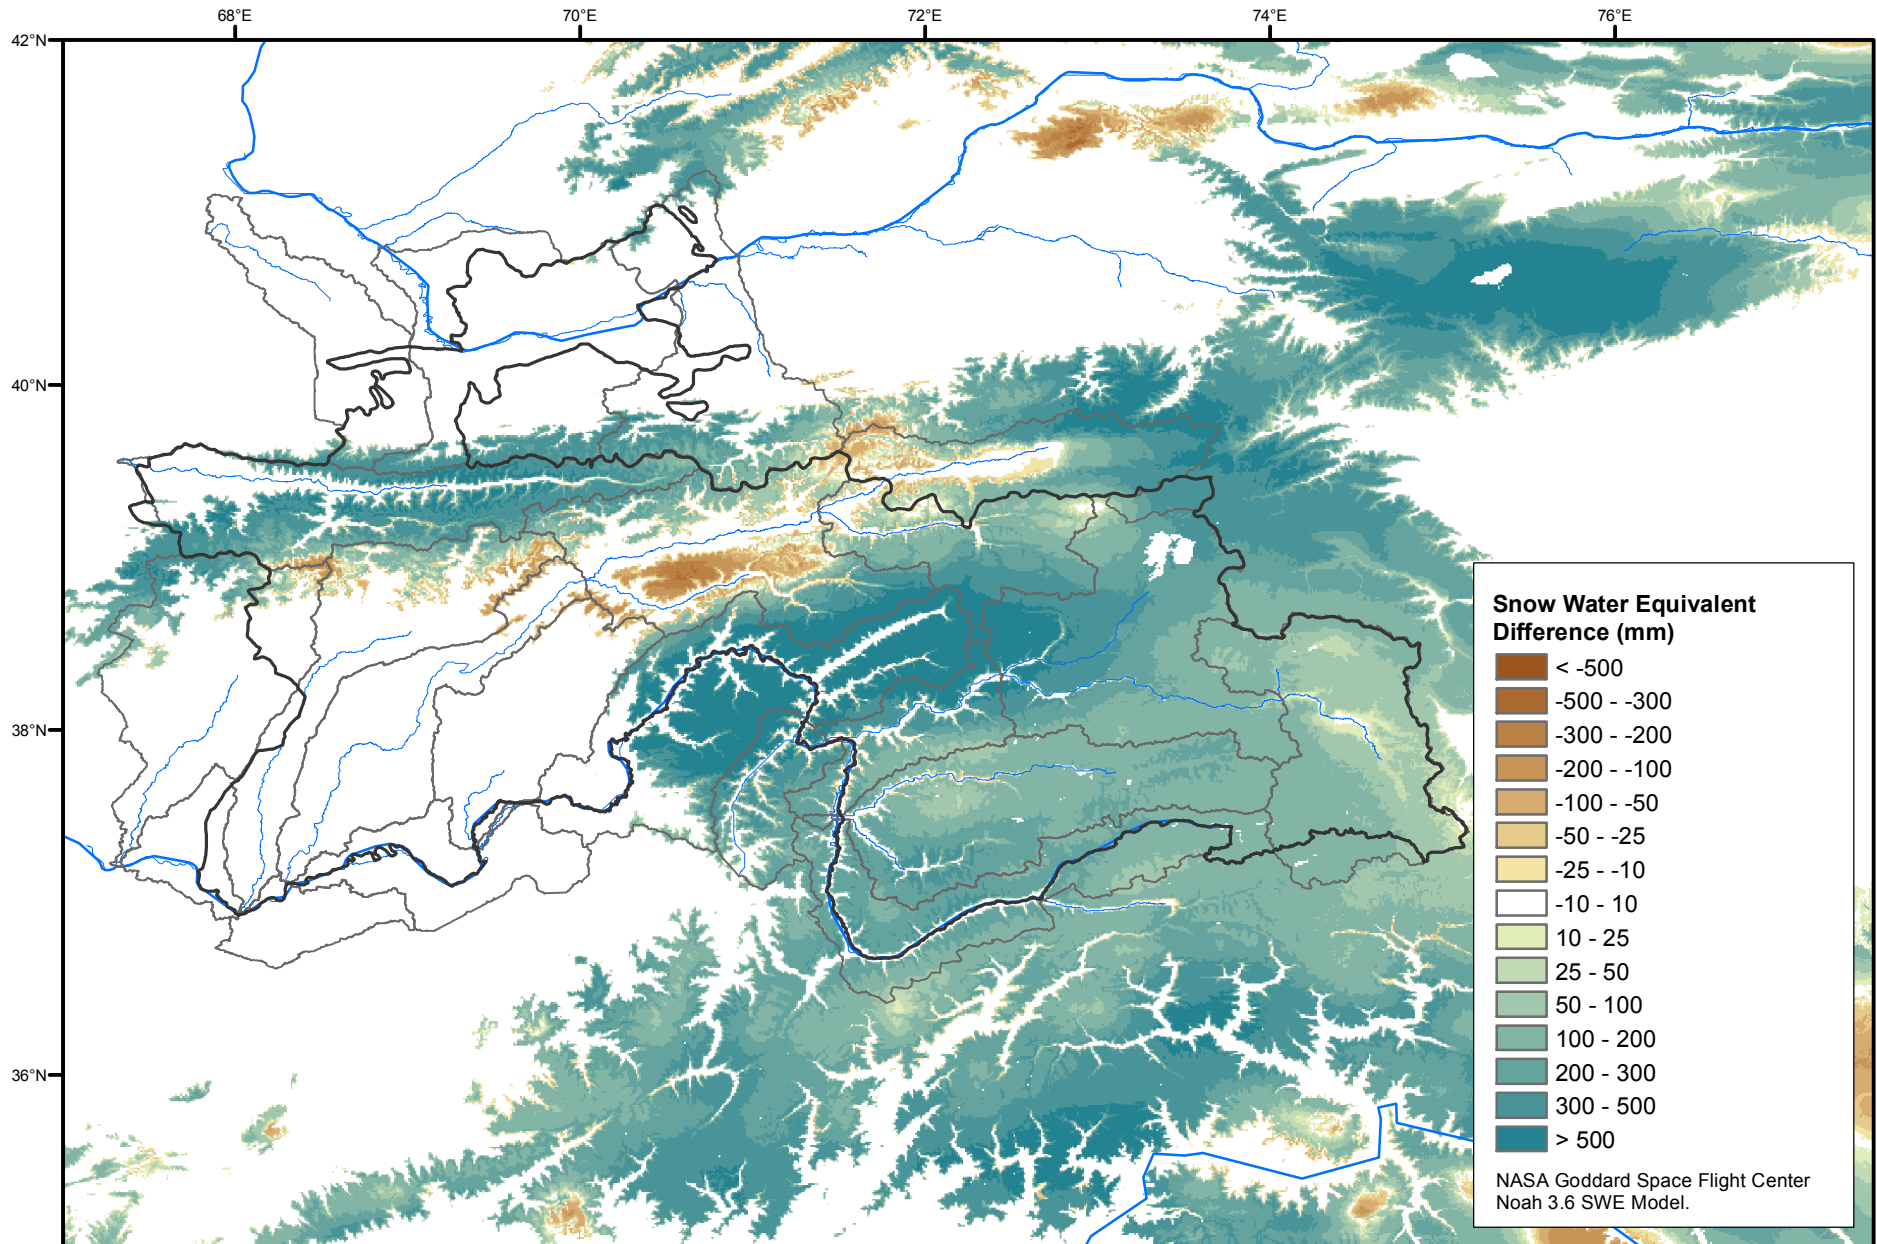 68°E 70°E 72°E 74°E 76°E
42°N
40°N
38°N
36°N
Snow Water Equivalent
Difference (mm)
< -500
-500 - -300
-300 - -200
-200 - -100
-100 - -50
-50 - -25
-25 - -10
-10 - 10
10 - 25
25 - 50
50 - 100
100 - 200
200 - 300
300 - 500
> 500
NASA Goddard Space Flight Center
Noah 3.6 SWE Model.